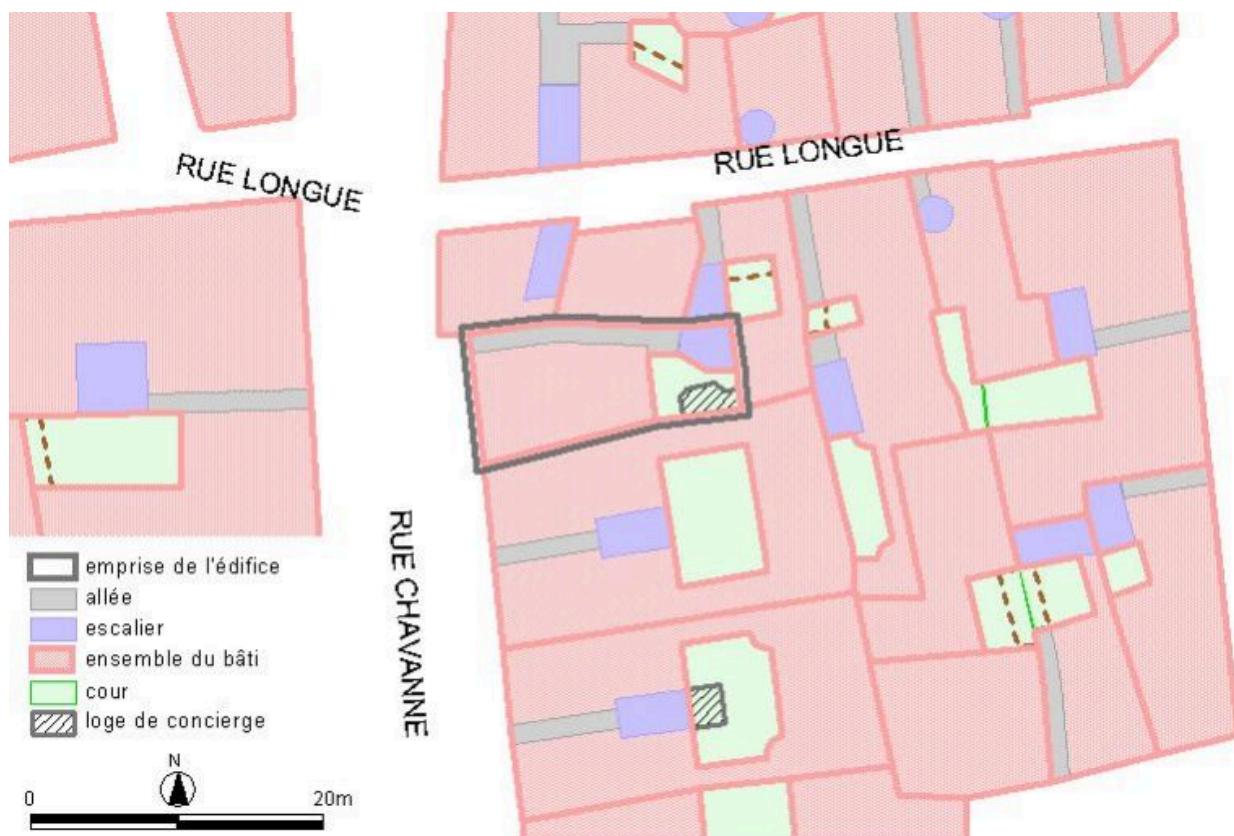 RUE LONGUE
RUE LONGUE
RUE CHAVANNE
emprise de l'édifice
allée
escalier
ensemble du bâti
cour
loge de concierge
N
0 20m